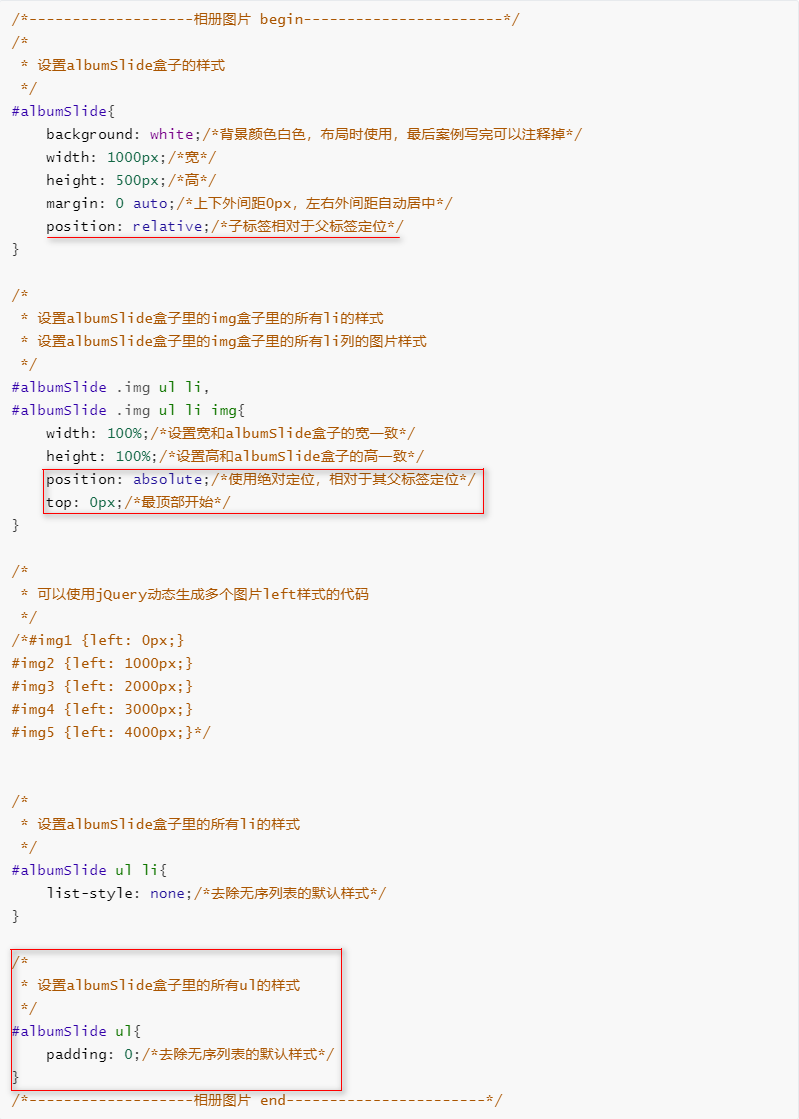 /*-------------------相册图片 begin-----------------------*/
/*
 * 设置albumSlide盒子的样式
 */
#albumSlide{
    background: white;/*背景颜色白色，布局时使用，最后案例写完可以注释掉*/
    width: 1000px;/*宽*/
    height: 500px;/*高*/
    margin: 0 auto;/*上下外间距0px，左右外间距自动居中*/
    position: relative;/*子标签相对于父标签定位*/
}
/*
 * 设置albumSlide盒子里的img盒子里的所有li的样式
 * 设置albumSlide盒子里的img盒子里的所有li列的图片样式
 */
#albumSlide .img ul li,
#albumSlide .img ul li img{
    width: 100%;/*设置宽和albumSlide盒子的宽一致*/
    height: 100%;/*设置高和albumSlide盒子的高一致*/
    position: absolute;/*使用绝对定位，相对于其父标签定位*/
    top: 0px;/*最顶部开始*/
}
/*
 * 可以使用jQuery动态生成多个图片left样式的代码
 */
/*#img1 {left: 0px;}
#img2 {left: 1000px;}
#img3 {left: 2000px;}
#img4 {left: 3000px;}
#img5 {left: 4000px;}*/
/*
 * 设置albumSlide盒子里的所有li的样式
 */
#albumSlide ul li{
    list-style: none;/*去除无序列表的默认样式*/
}
/*
 * 设置albumSlide盒子里的所有ul的样式
 */
#albumSlide ul{
    padding: 0;/*去除无序列表的默认样式*/
}
/*-------------------相册图片 end-----------------------*/